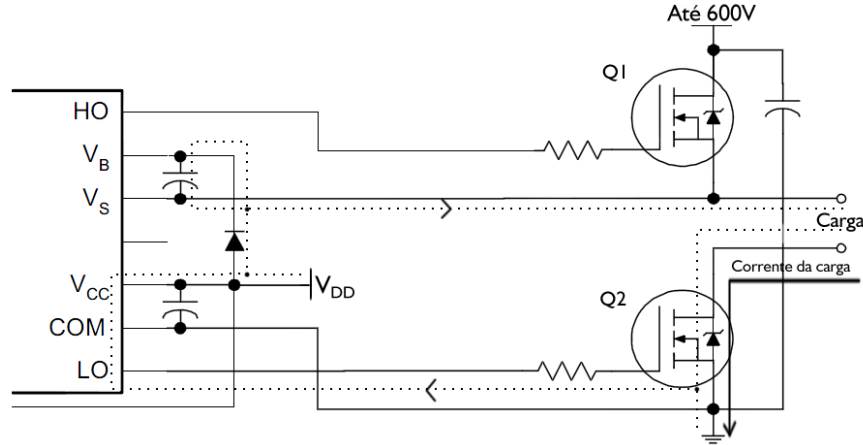 Até 600V
Q1
HO
V_B
V_S
Carga
Corrente da carga
V_CC
V_DD
Q2
COM
LO